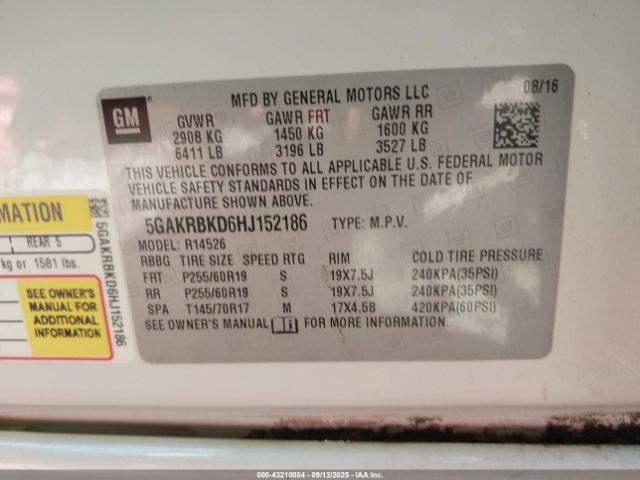 MFD BY GENERAL MOTORS LLC 08/16
GM
GVWR GAWR FRT GAWR RR
2908 KG 1450 KG 1600 KG
6411 LB 3196 LB 3527 LB
THIS VEHICLE CONFORMS TO ALL APPLICABLE U.S. FEDERAL MOTOR
VEHICLE SAFETY STANDARDS IN EFFECT ON THE DATE OF
MANUFACTURE SHOWN ABOVE.
5GAKRBKD6HJ152186 TYPE: M.P.V.
MODEL: R14526
RBBG TIRE SIZE SPEED RTG RIM COLD TIRE PRESSURE
FRT P255/60R19 S 19X7.5J 240KPA(35PSI)
RR P255/60R19 S 19X7.5J 240KPA(35PSI)
SPA T145/70R17 M 17X4.5B 420KPA(60PSI)
SEE OWNER'S MANUAL FOR MORE INFORMATION.
MATION
REAR 5
kg or 1581 lbs.
SEE OWNER'S
MANUAL FOR
ADDITIONAL
INFORMATION
5GAKRBKD6HJ152186
000-43210054 - 09/12/2025 - IAA Inc.